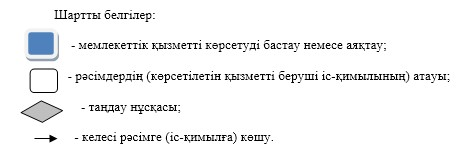 Шартты белгілер:
- мемлекеттік қызметті көрсетуді бастау немесе аяқтау;
- рәсімдердің (көрсетілетін қызметті беруші іс-қимылының) атауы;
- таңдау нұсқасы;
- келесі рәсімге (іс-қимылға) көшу.